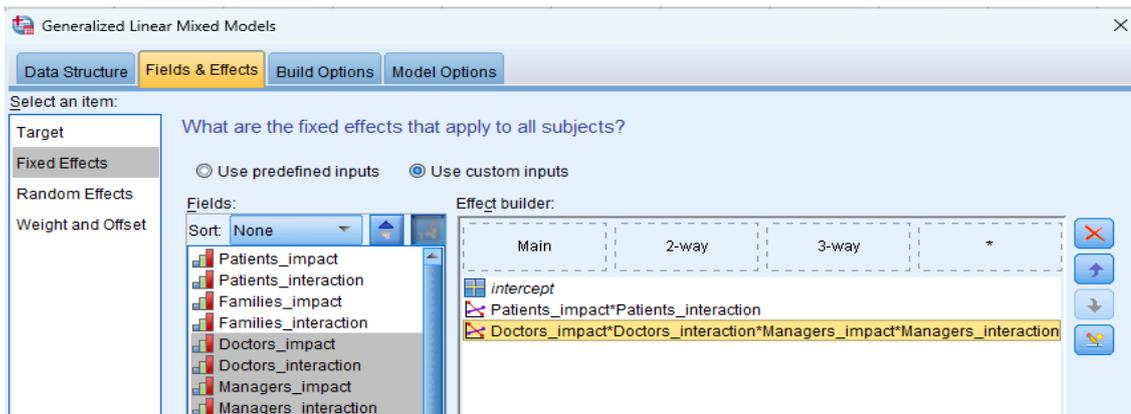 Generalized Linear Mixed Models
Data Structure
Fields & Effects
Build Options
Model Options
Select an item:
Target
Fixed Effects
Random Effects
Weight and Offset
What are the fixed effects that apply to all subjects?
Use predefined inputs
Use custom inputs
Fields:
Sort: None
Patients_impact
Patients_interaction
Families_impact
Families_interaction
Doctors_impact
Doctors_interaction
Managers_impact
Managers_interaction
Effect builder:
Main
2-way
3-way
*
intercept
Patients_impact*Patients_interaction
Doctors_impact*Doctors_interaction*Managers_impact*Managers_interaction